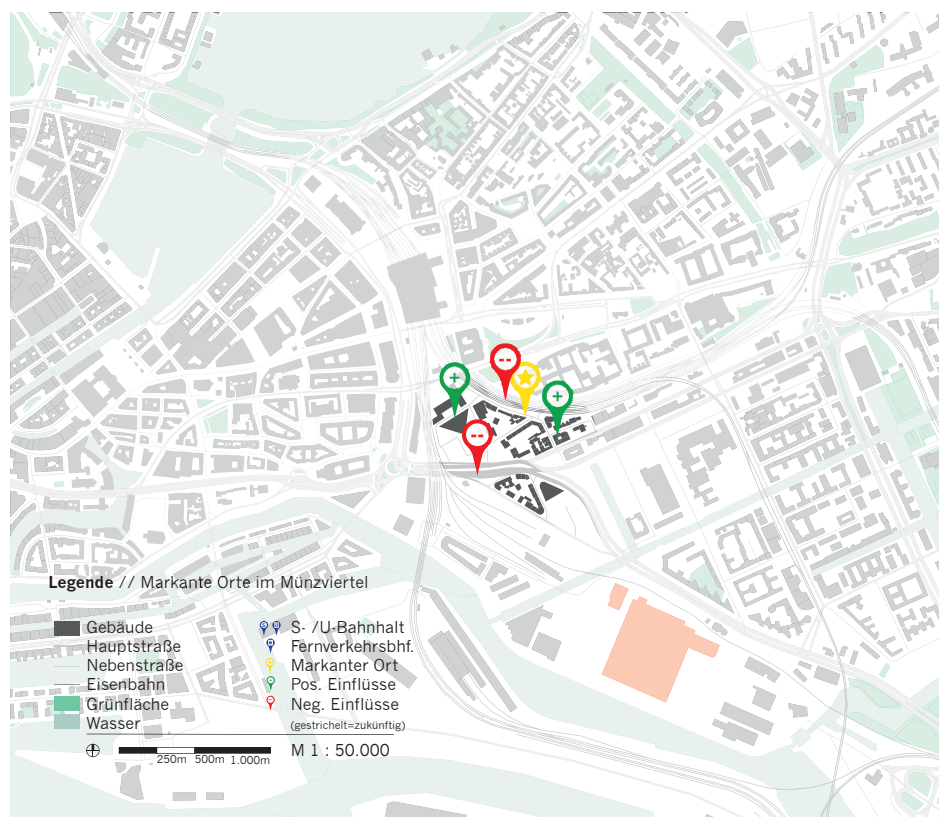 Legende // Markante Orte im Münzviertel
Gebäude
Hauptstraße
Nebenstraße
Eisenbahn
Grünfläche
Wasser
S- /U-Bahnhalt
Fernverkehrsbhf.
Markanter Ort
Pos. Einflüsse
Neg. Einflüsse
(gestrichelt=zukünftig)
250m 500m 1.000m
M 1 : 50.000